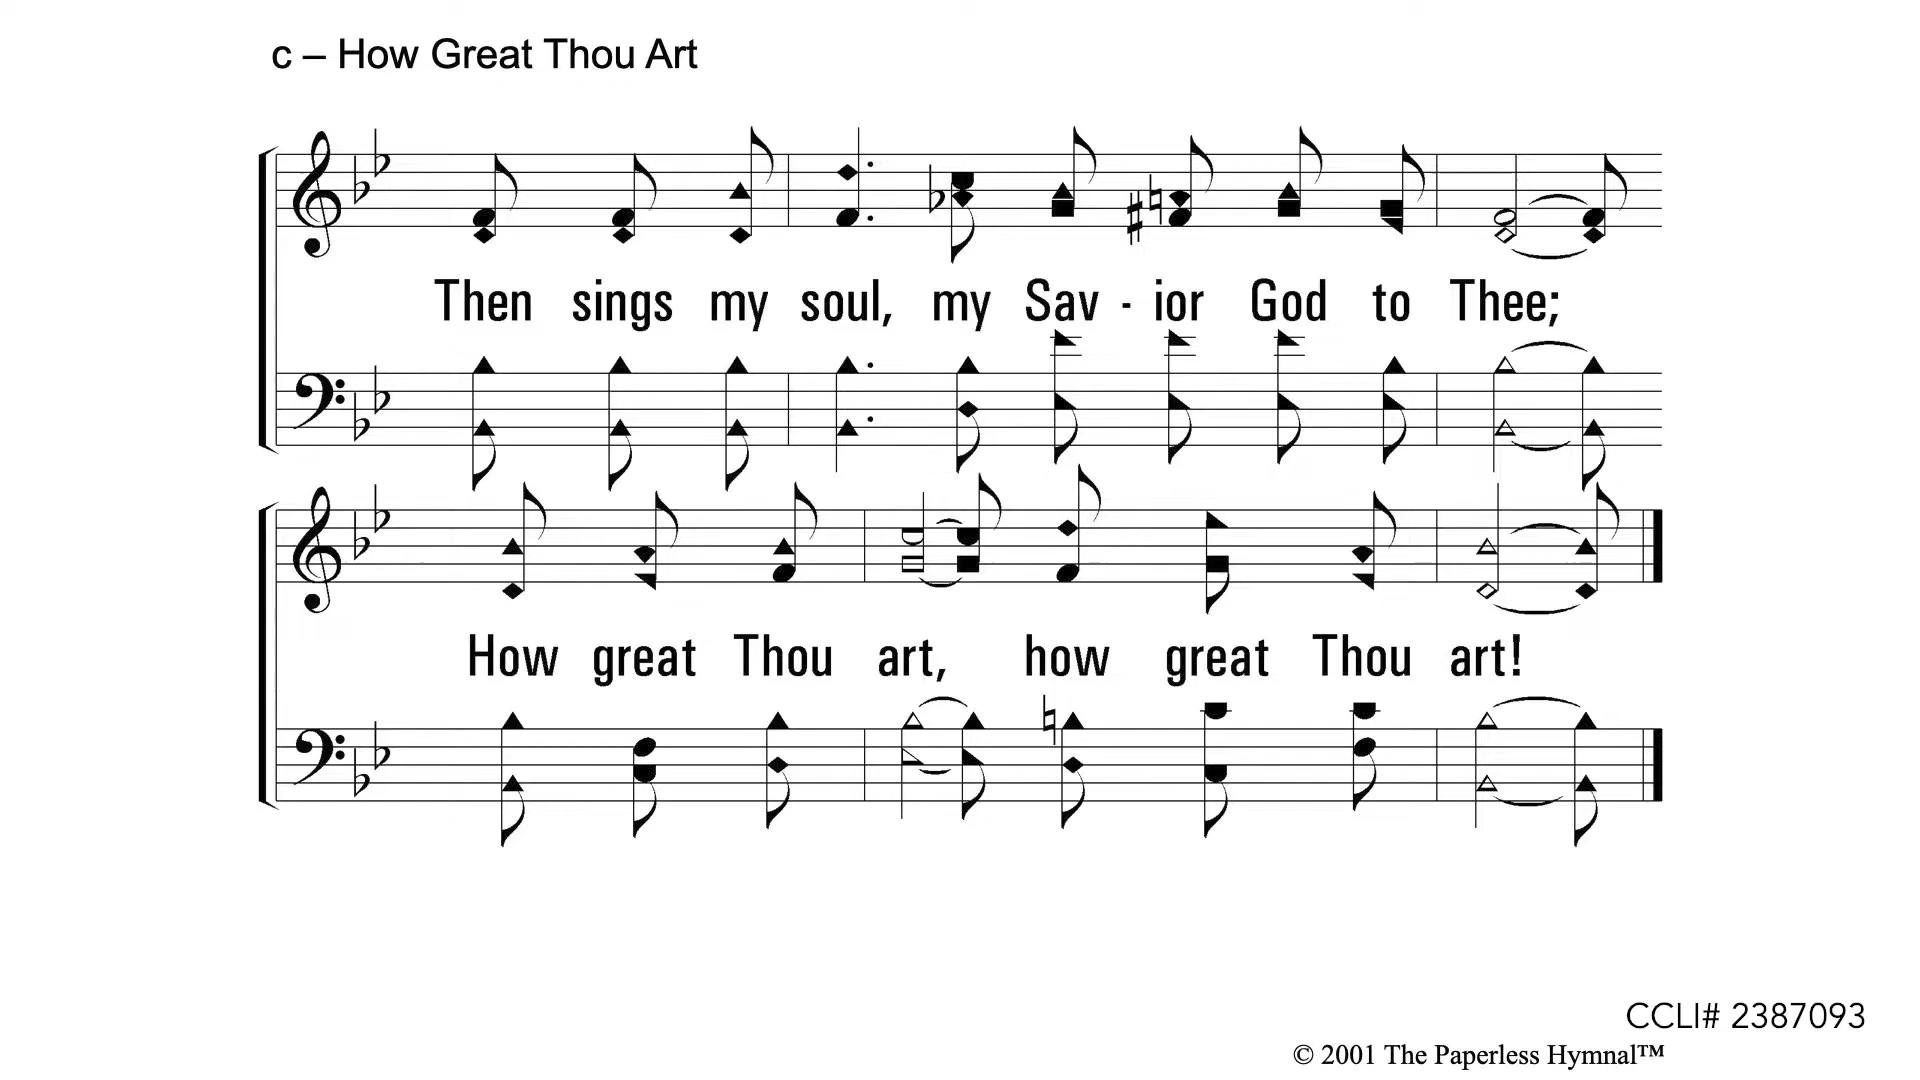 c – How Great Thou Art
Then sings my soul, my Sav - ior God to Thee;
How great Thou art, how great Thou art!
CCLI# 2387093
© 2001 The Paperless Hymnal™